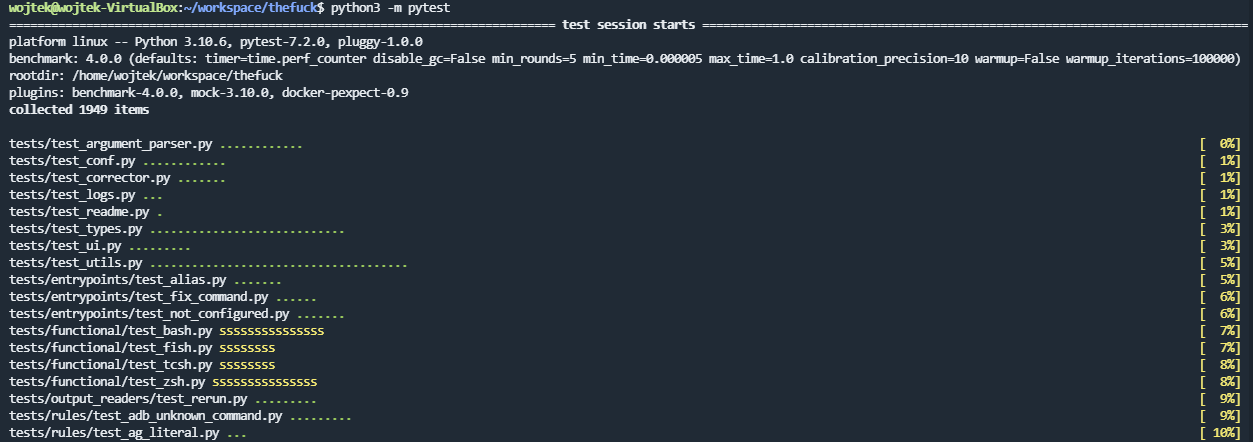 wojtek@wojtek-VirtualBox:~/workspace/thefuck$ python3 -m pytest
============================== test session starts ==============================
platform linux -- Python 3.10.6, pytest-7.2.0, pluggy-1.0.0
benchmark: 4.0.0 (defaults: timer=time.perf_counter disable_gc=False min_rounds=5 min_time=0.000005 max_time=1.0 calibration_precision=10 warmup=False warmup_iterations=100000)
rootdir: /home/wojtek/workspace/thefuck
plugins: benchmark-4.0.0, mock-3.10.0, docker-pexpect-0.9
collected 1949 items
tests/test_argument_parser.py ............ [  0%]
tests/test_conf.py ............ [  1%]
tests/test_corrector.py ....... [  1%]
tests/test_logs.py ... [  1%]
tests/test_readme.py . [  1%]
tests/test_types.py ............................ [  3%]
tests/test_ui.py ......... [  3%]
tests/test_utils.py ..................................... [  5%]
tests/entrypoints/test_alias.py ....... [  5%]
tests/entrypoints/test_fix_command.py ...... [  6%]
tests/entrypoints/test_not_configured.py ....... [  6%]
tests/functional/test_bash.py sssssssssssssss [  7%]
tests/functional/test_fish.py ssssssss [  7%]
tests/functional/test_tcsh.py ssssssss [  8%]
tests/functional/test_zsh.py sssssssssssssss [  8%]
tests/output_readers/test_rerun.py ......... [  9%]
tests/rules/test_adb_unknown_command.py ......... [  9%]
tests/rules/test_ag_literal.py ... [ 10%]